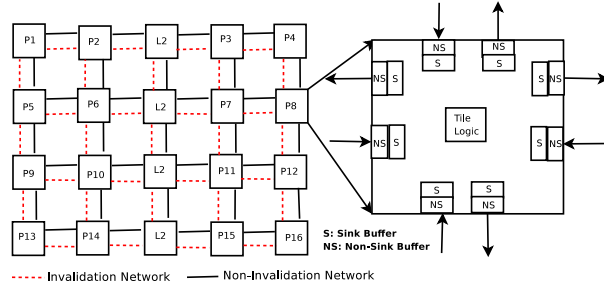 P1 P2 L2 P3 P4
P5 P6 L2 P7 P8
P9 P10 L2 P11 P12
P13 P14 L2 P15 P16
NS NS
S S
NS S S NS
Tile
Logic
NS S S NS
S S
NS NS
S: Sink Buffer
NS: Non-Sink Buffer
Invalidation Network Non-Invalidation Network